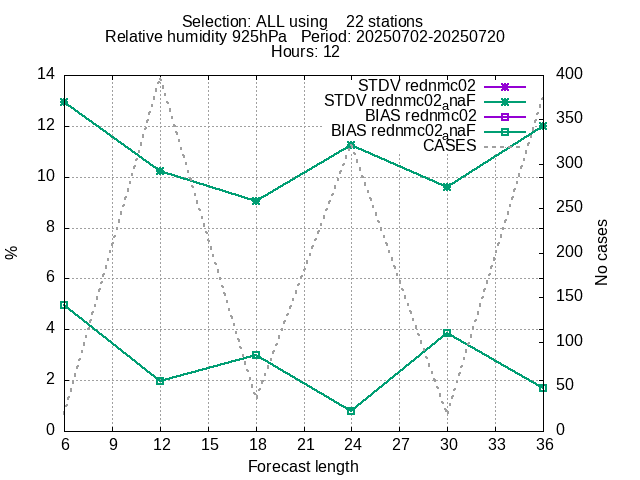 Selection: ALL using    22 stations
Relative humidity 925hPa   Period: 20250702-20250720
Hours: 12
STDV rednmc02
STDV rednmc02anaF
BIAS rednmc02
BIAS rednmc02anaF
CASES
14
12
10
8
6
4
2
0
%
400
350
300
250
200
150
100
50
0
No cases
6 9 12 15 18 21 24 27 30 33 36
Forecast length